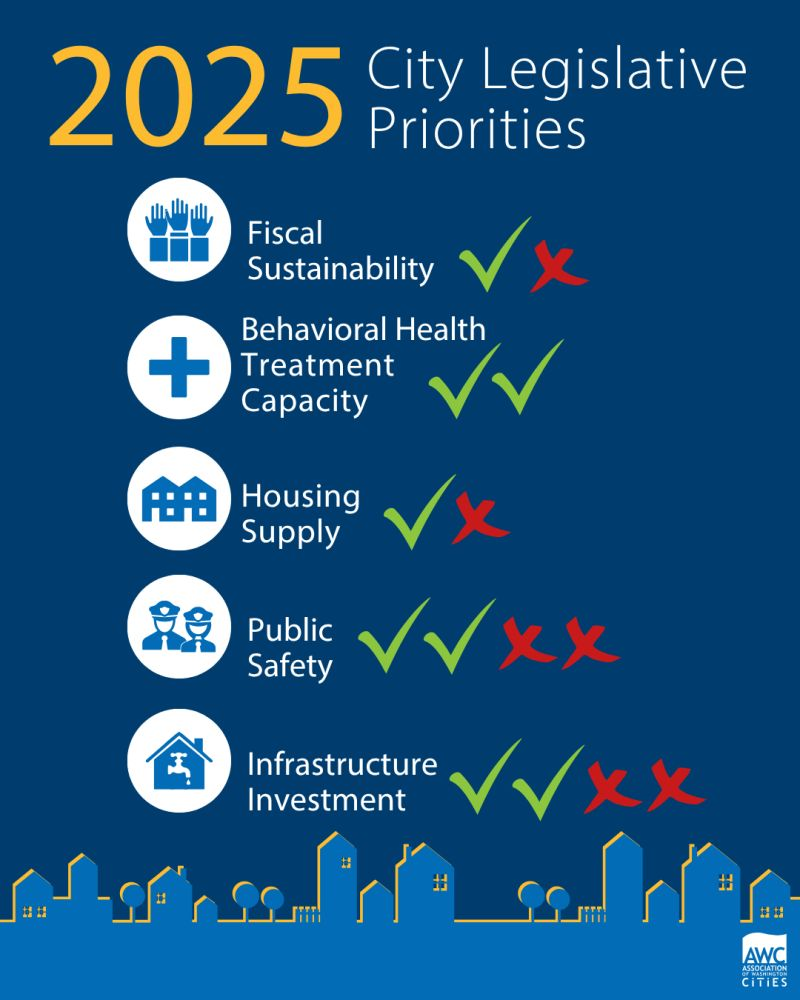 2025
City Legislative
Priorities
Fiscal
Sustainability
Behavioral Health
Treatment
Capacity
Housing
Supply
Public
Safety
Infrastructure
Investment
AWC
ASSOCIATION
OF WASHINGTON
CiTiES